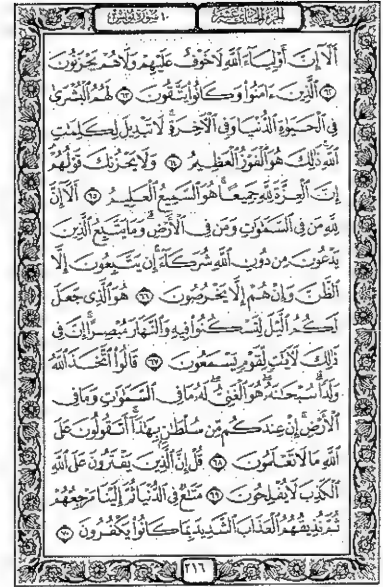 الجزء الحادي عشر
١٠ سورة يونس
أَلَآ إِنَّ أَوْلِيَآءَ ٱللَّهِ لَا خَوْفٌ عَلَيْهِمْ وَلَا هُمْ يَحْزَنُونَ
٦٢ ٱلَّذِينَ ءَامَنُوا۟ وَكَانُوا۟ يَتَّقُونَ ٦٣ لَهُمُ ٱلْبُشْرَىٰ
فِى ٱلْحَيَوٰةِ ٱلدُّنْيَا وَفِى ٱلْـَٔاخِرَةِ ۚ لَا تَبْدِيلَ لِكَلِمَـٰتِ
ٱللَّهِ ۚ ذَٰلِكَ هُوَ ٱلْفَوْزُ ٱلْعَظِيمُ ٦٤ وَلَا يَحْزُنكَ قَوْلُهُمْ ۘ
إِنَّ ٱلْعِزَّةَ لِلَّهِ جَمِيعًا ۚ هُوَ ٱلسَّمِيعُ ٱلْعَلِيمُ ٦٥ أَلَآ إِنَّ
لِلَّهِ مَن فِى ٱلسَّمَـٰوَٰتِ وَمَن فِى ٱلْأَرْضِ ۗ وَمَا يَتَّبِعُ ٱلَّذِينَ
يَدْعُونَ مِن دُونِ ٱللَّهِ شُرَكَآءَ ۚ إِن يَتَّبِعُونَ إِلَّا
ٱلظَّنَّ وَإِنْ هُمْ إِلَّا يَخْرُصُونَ ٦٦ هُوَ ٱلَّذِى جَعَلَ
لَكُمُ ٱلَّيْلَ لِتَسْكُنُوا۟ فِيهِ وَٱلنَّهَارَ مُبْصِرًا ۚ إِنَّ فِى
ذَٰلِكَ لَـَٔايَـٰتٍ لِّقَوْمٍ يَسْمَعُونَ ٦٧ قَالُوا۟ ٱتَّخَذَ ٱللَّهُ
وَلَدًا ۗ سُبْحَـٰنَهُۥ ۖ هُوَ ٱلْغَنِىُّ ۖ لَهُۥ مَا فِى ٱلسَّمَـٰوَٰتِ وَمَا فِى
ٱلْأَرْضِ ۚ إِنْ عِندَكُم مِّن سُلْطَـٰنٍۭ بِهَـٰذَآ ۚ أَتَقُولُونَ عَلَى
ٱللَّهِ مَا لَا تَعْلَمُونَ ٦٨ قُلْ إِنَّ ٱلَّذِينَ يَفْتَرُونَ عَلَى ٱللَّهِ
ٱلْكَذِبَ لَا يُفْلِحُونَ ٦٩ مَتَـٰعٌ فِى ٱلدُّنْيَا ثُمَّ إِلَيْنَا مَرْجِعُهُمْ
ثُمَّ نُذِيقُهُمُ ٱلْعَذَابَ ٱلشَّدِيدَ بِمَا كَانُوا۟ يَكْفُرُونَ ٧٠
٢١٦